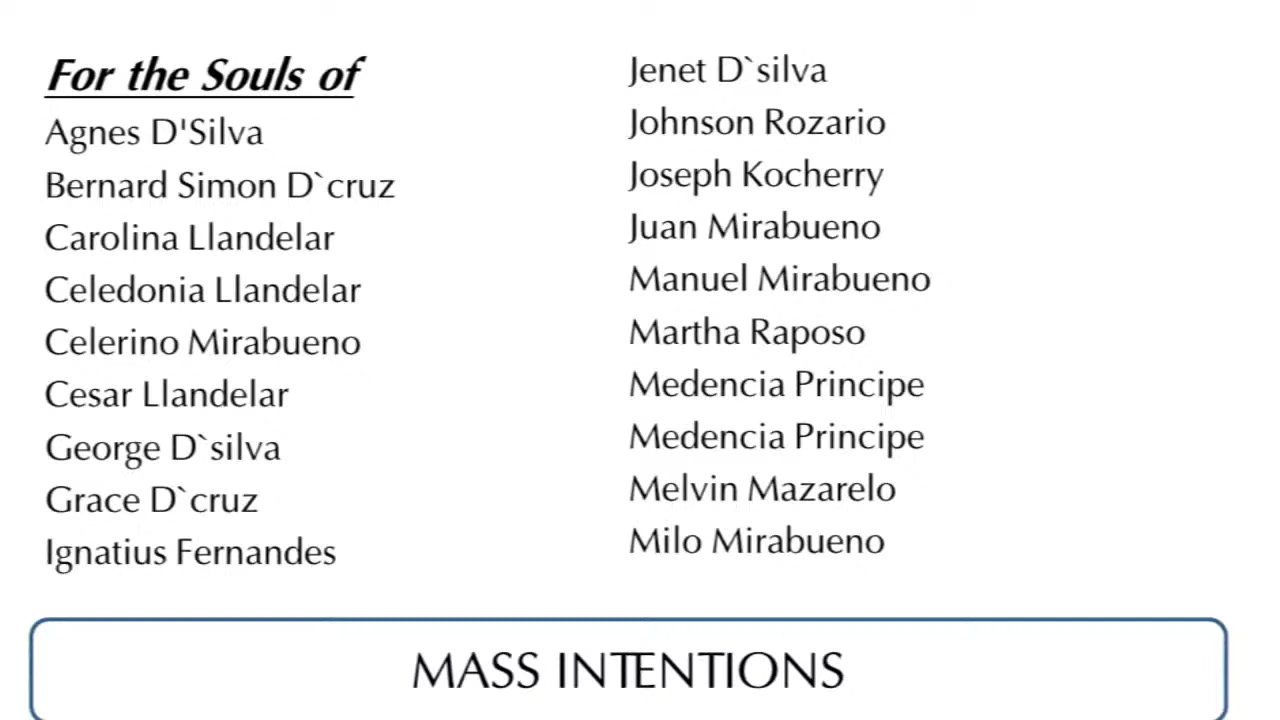 For the Souls of
Agnes D'Silva
Bernard Simon D`cruz
Carolina Llandelar
Celedonia Llandelar
Celerino Mirabueno
Cesar Llandelar
George D`silva
Grace D`cruz
Ignatius Fernandes
Jenet D`silva
Johnson Rozario
Joseph Kocherry
Juan Mirabueno
Manuel Mirabueno
Martha Raposo
Medencia Principe
Medencia Principe
Melvin Mazarelo
Milo Mirabueno
MASS INTENTIONS